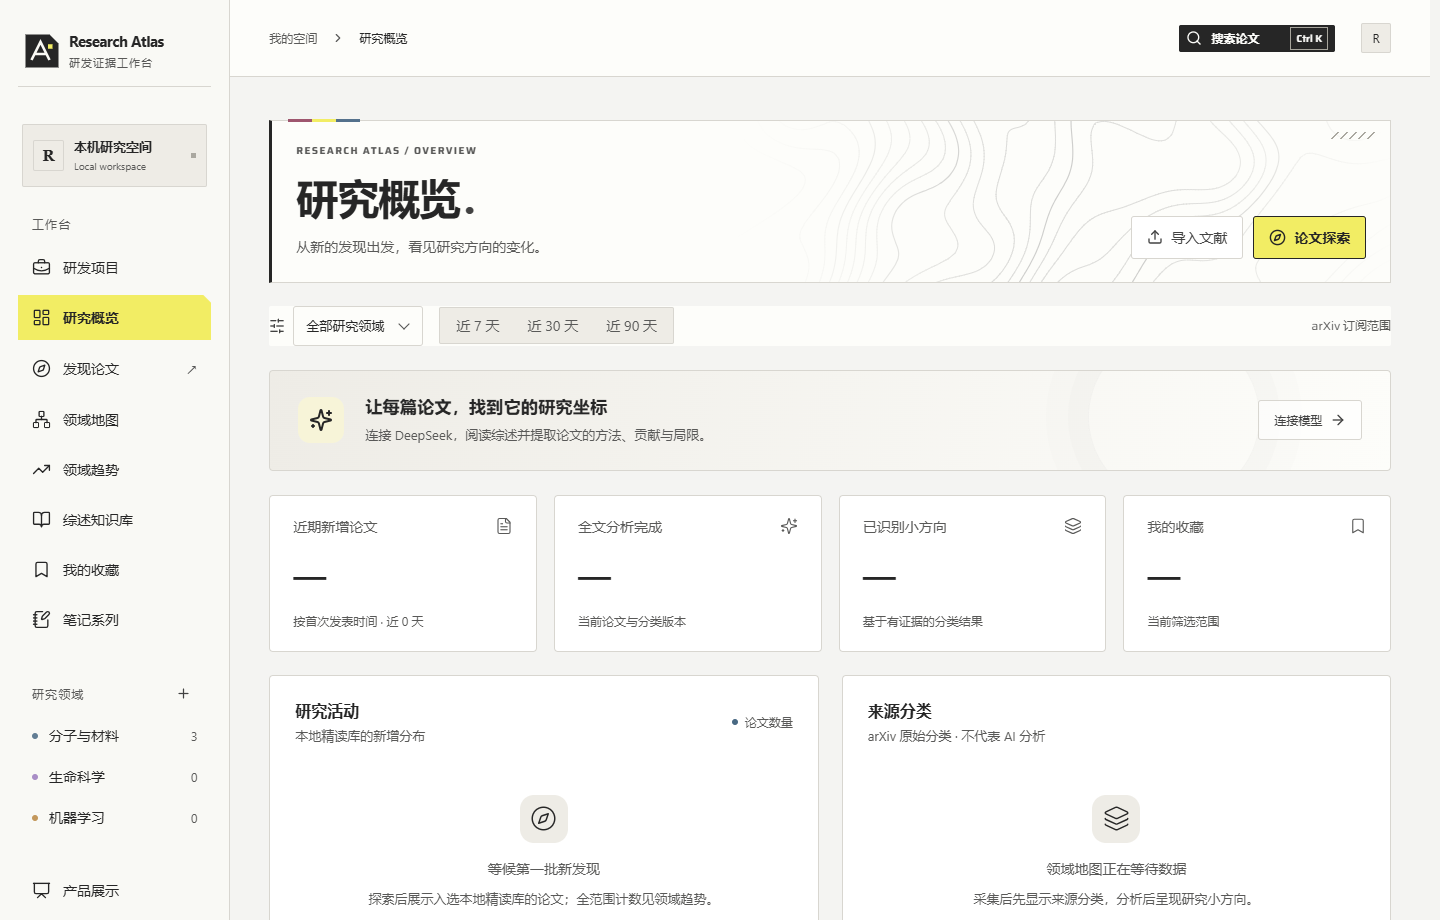 Research Atlas
研发证据工作台
我的空间
研究概览
搜索论文
Ctrl K
R
R
本机研究空间
Local workspace
工作台
研发项目
研究概览
发现论文
领域地图
领域趋势
综述知识库
我的收藏
笔记系列
研究领域
分子与材料 3
生命科学 0
机器学习 0
产品展示
RESEARCH ATLAS / OVERVIEW
研究概览.
从新的发现出发，看见研究方向的变化。
导入文献
论文探索
全部研究领域
近 7 天
近 30 天
近 90 天
arXiv 订阅范围
让每篇论文，找到它的研究坐标
连接 DeepSeek，阅读综述并提取论文的方法、贡献与局限。
连接模型
近期新增论文
—
按首次发表时间 · 近 0 天
全文分析完成
—
当前论文与分类版本
已识别小方向
—
基于有证据的分类结果
我的收藏
—
当前筛选范围
研究活动
本地精读库的新增分布
论文数量
等候第一批新发现
探索后展示入选本地精读库的论文；全范围计数见领域趋势。
来源分类
arXiv 原始分类 · 不代表 AI 分析
领域地图正在等待数据
采集后先显示来源分类，分析后呈现研究小方向。